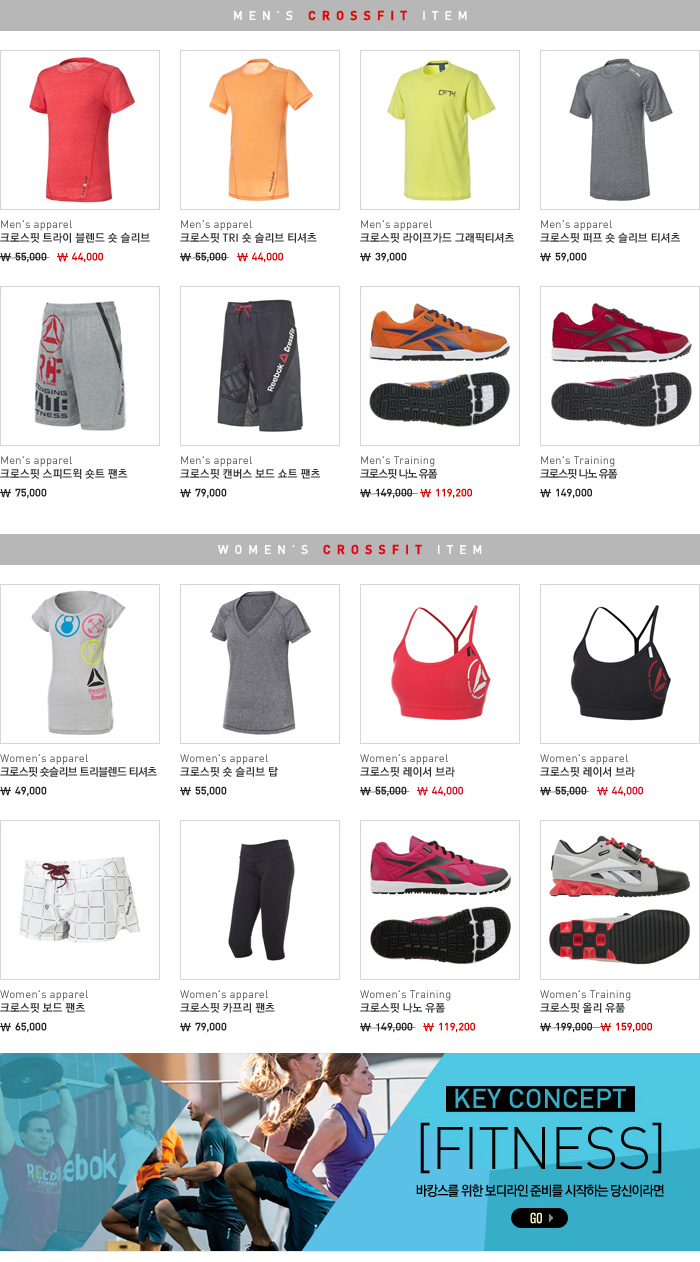 MEN'S CROSSFIT ITEM
CF74
Men's apparel
크로스핏 트라이 블렌드 숏 슬리브
₩ 55,000 ₩ 44,000
Men's apparel
크로스핏 TRI 숏 슬리브 티셔츠
₩ 55,000 ₩ 44,000
Men's apparel
크로스핏 라이프가드 그래픽티셔츠
₩ 39,000
Men's apparel
크로스핏 퍼프 숏 슬리브 티셔츠
₩ 59,000
RCF
ELITE
FITNESS
Reebok CrossFit
Men's apparel
크로스핏 스피드웍 숏트 팬츠
₩ 75,000
Men's apparel
크로스핏 캔버스 보드 쇼트 팬츠
₩ 79,000
Men's Training
크로스핏 나노 유폼
₩ 149,000 ₩ 119,200
Men's Training
크로스핏 나노 유폼
₩ 149,000
WOMEN'S CROSSFIT ITEM
Reebok
CrossFit
Women's apparel
크로스핏 숏슬리브 트리블렌드 티셔츠
₩ 49,000
Women's apparel
크로스핏 숏 슬리브 탑
₩ 55,000
Women's apparel
크로스핏 레이서 브라
₩ 55,000 ₩ 44,000
Women's apparel
크로스핏 레이서 브라
₩ 55,000 ₩ 44,000
Women's apparel
크로스핏 보드 팬츠
₩ 65,000
Women's apparel
크로스핏 카프리 팬츠
₩ 79,000
Women's Training
크로스핏 나노 유폼
₩ 149,000 ₩ 119,200
Women's Training
크로스핏 올리 유풀
₩ 199,000 ₩ 159,000
ebok
KEY CONCEPT
[FITNESS]
바캉스를 위한 보디라인 준비를 시작하는 당신이라면
GO